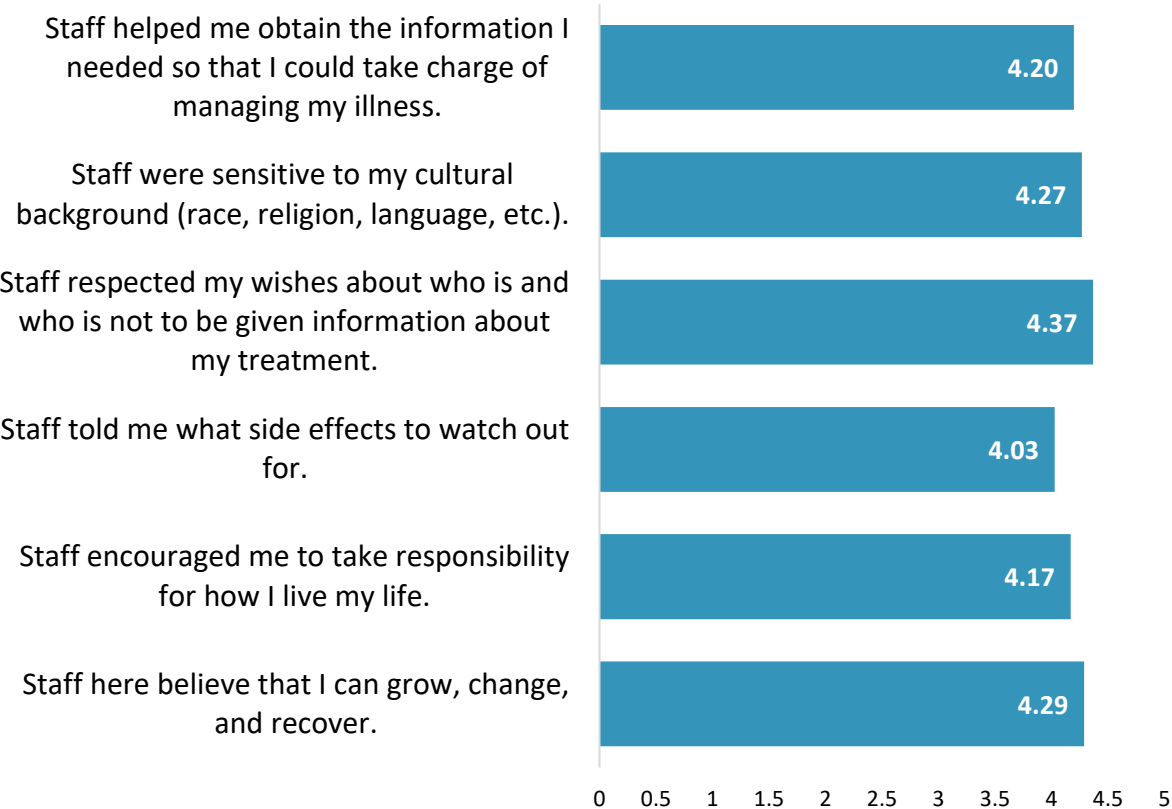 Staff helped me obtain the information I
needed so that I could take charge of
managing my illness.
4.20
Staff were sensitive to my cultural
background (race, religion, language, etc.).
4.27
Staff respected my wishes about who is and
who is not to be given information about
my treatment.
4.37
Staff told me what side effects to watch out
for.
4.03
Staff encouraged me to take responsibility
for how I live my life.
4.17
Staff here believe that I can grow, change,
and recover.
4.29
0 0.5 1 1.5 2 2.5 3 3.5 4 4.5 5